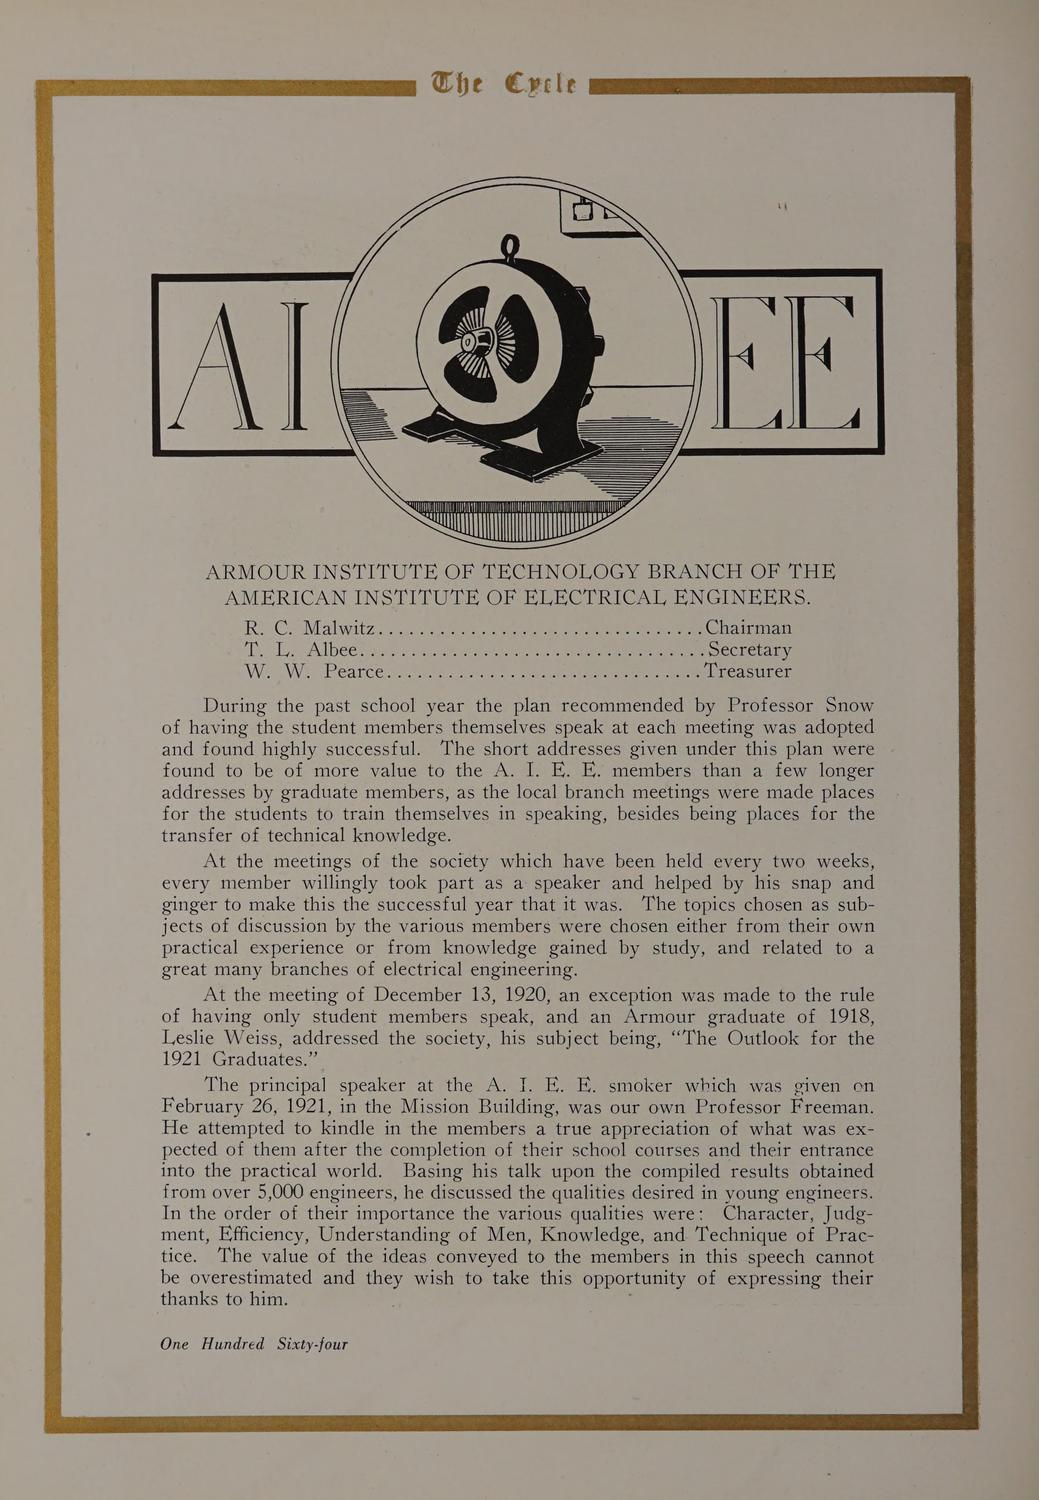 The Cycle
AI EE
ARMOUR INSTITUTE OF TECHNOLOGY BRANCH OF THE
AMERICAN INSTITUTE OF ELECTRICAL ENGINEERS.
R. C. Malwitz................................Chairman
T. L. Albee..................................Secretary
W. W. Pearce...............................Treasurer
During the past school year the plan recommended by Professor Snow
of having the student members themselves speak at each meeting was adopted
and found highly successful. The short addresses given under this plan were
found to be of more value to the A. I. E. E. members than a few longer
addresses by graduate members, as the local branch meetings were made places
for the students to train themselves in speaking, besides being places for the
transfer of technical knowledge.
At the meetings of the society which have been held every two weeks,
every member willingly took part as a speaker and helped by his snap and
ginger to make this the successful year that it was. The topics chosen as sub-
jects of discussion by the various members were chosen either from their own
practical experience or from knowledge gained by study, and related to a
great many branches of electrical engineering.
At the meeting of December 13, 1920, an exception was made to the rule
of having only student members speak, and an Armour graduate of 1918,
Leslie Weiss, addressed the society, his subject being, “The Outlook for the
1921 Graduates.”
The principal speaker at the A. I. E. E. smoker which was given on
February 26, 1921, in the Mission Building, was our own Professor Freeman.
He attempted to kindle in the members a true appreciation of what was ex-
pected of them after the completion of their school courses and their entrance
into the practical world. Basing his talk upon the compiled results obtained
from over 5,000 engineers, he discussed the qualities desired in young engineers.
In the order of their importance the various qualities were: Character, Judg-
ment, Efficiency, Understanding of Men, Knowledge, and Technique of Prac-
tice. The value of the ideas conveyed to the members in this speech cannot
be overestimated and they wish to take this opportunity of expressing their
thanks to him.
One Hundred Sixty-four